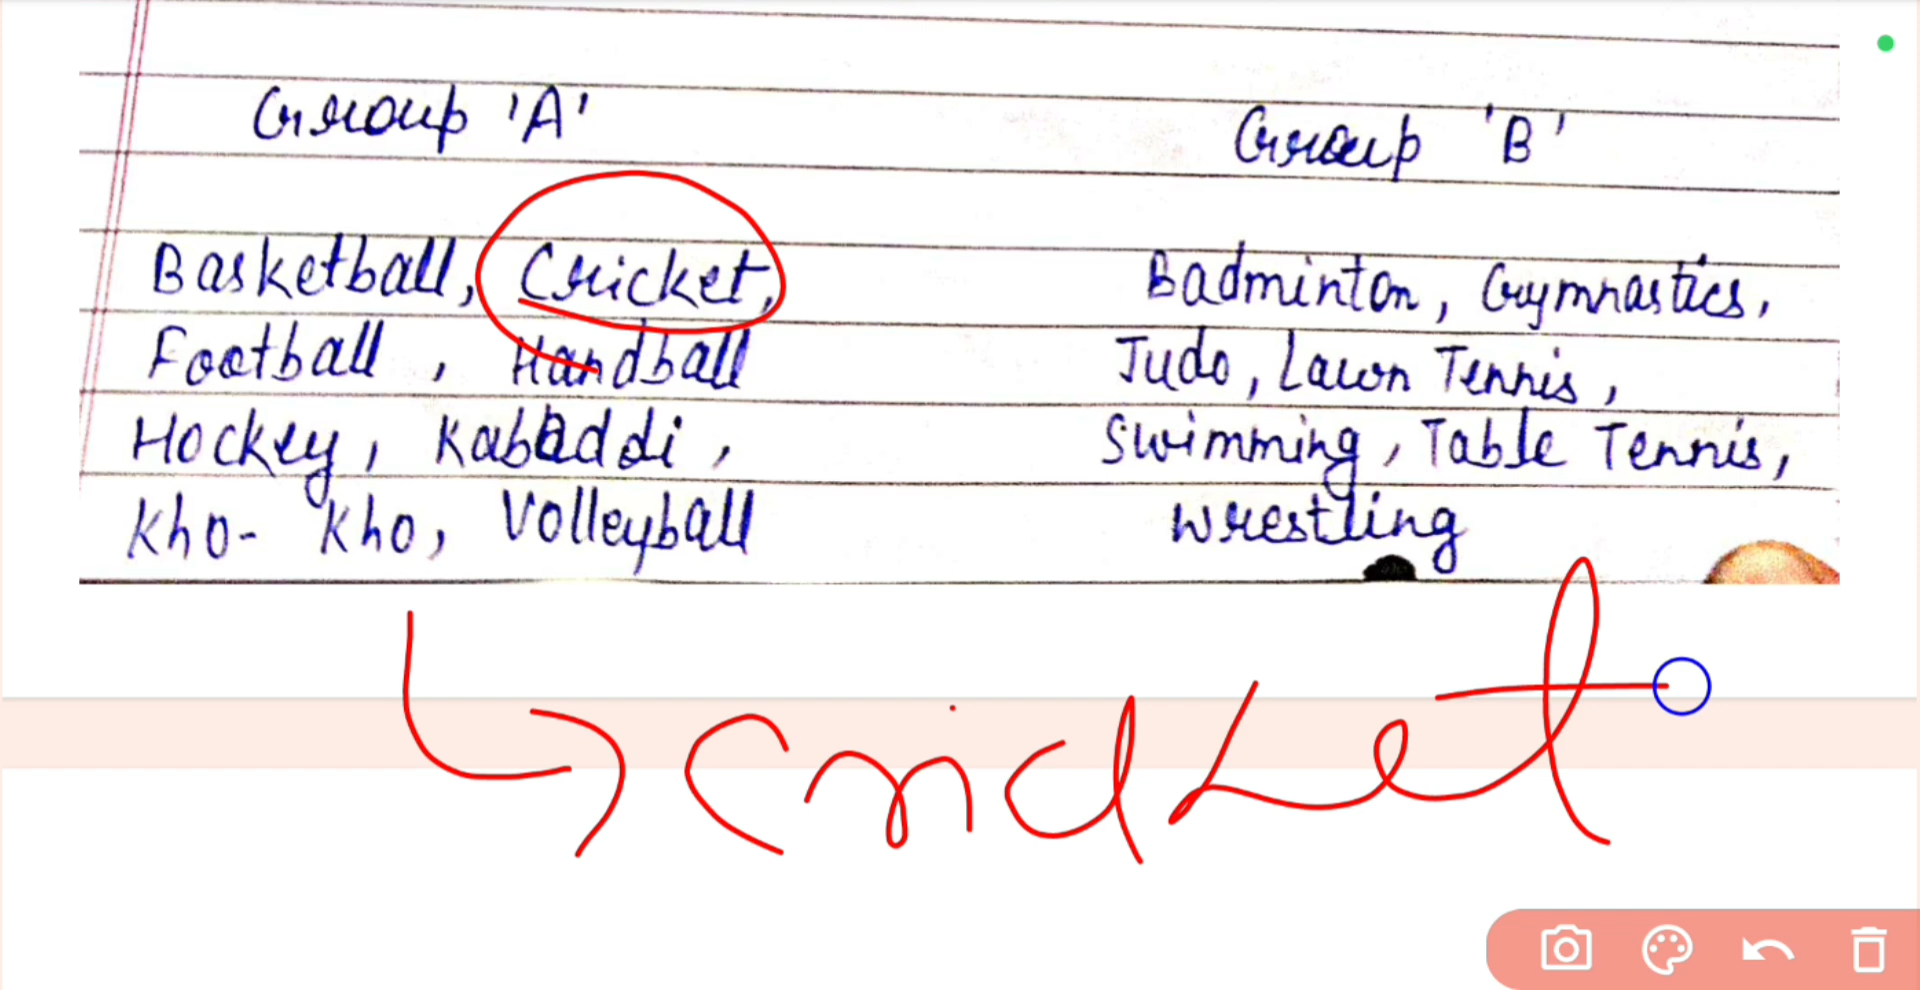 Group 'A'
Group 'B'
Basketball, Cricket,
Football, Handball
Hockey, Kabaddi,
Kho-Kho, Volleyball
Badminton, Gymnastics,
Judo, Lawn Tennis,
Swimming, Table Tennis,
Wrestling
cricket